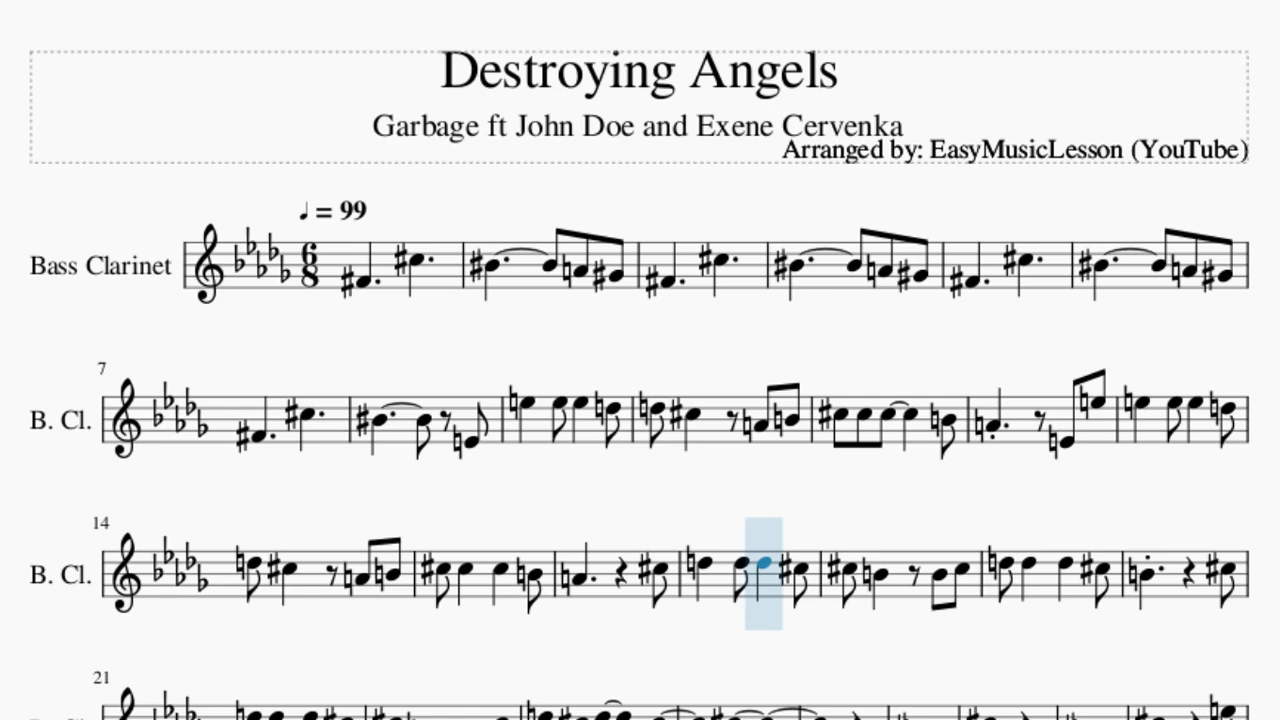 Destroying Angels
Garbage ft John Doe and Exene Cervenka
Arranged by: EasyMusicLesson (YouTube)
♩ = 99
Bass Clarinet
6
8
7
B. Cl.
14
B. Cl.
21